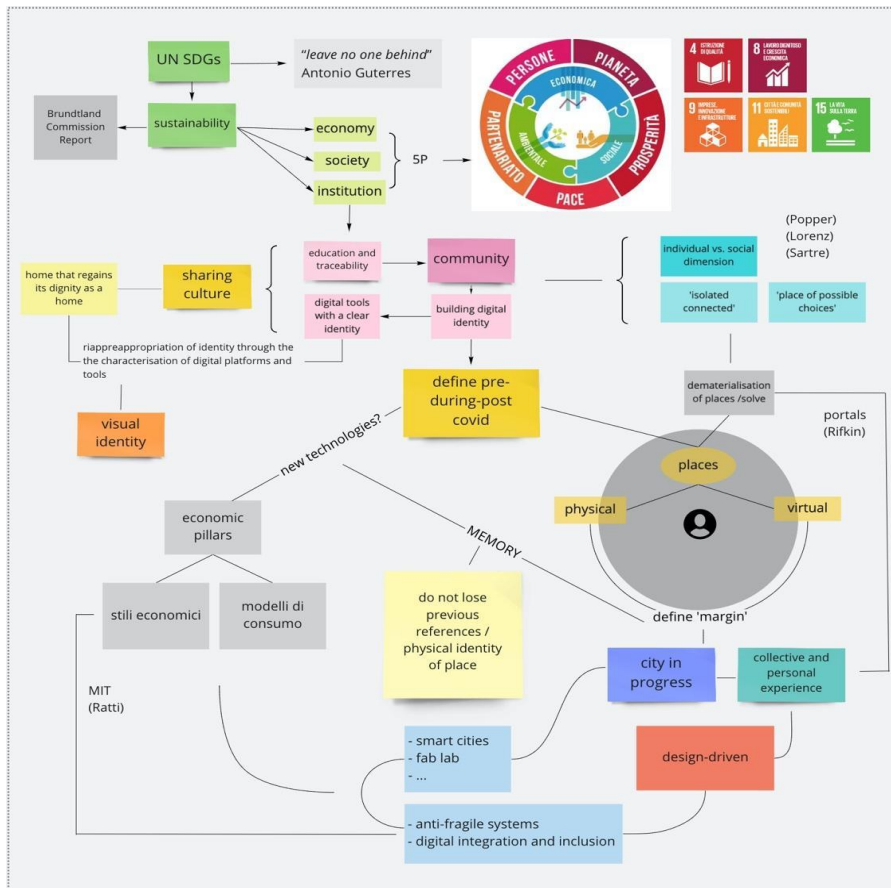 UN SDGs
"leave no one behind"
Antonio Guterres
Brundtland
Commission
Report
sustainability
economy
society
institution
5P
PERSONE
PIANETA
PROSPERITÀ
PACE
PARTENARIATO
ECONOMICA
SOCIALE
AMBIENTALE
4 ISTRUZIONE
DI QUALITÀ
8 LAVORO DIGNITOSO
E CRESCITA
ECONOMICA
9 IMPRESE,
INNOVAZIONE
E INFRASTRUTTURE
11 CITTÀ E COMUNITÀ
SOSTENIBILI
15 LA VITA
SULLA TERRA
home that regains
its dignity as a
home
sharing
culture
education and
traceability
community
digital tools
with a clear
identity
building digital
identity
individual vs. social
dimension
(Popper)
(Lorenz)
(Sartre)
'isolated
connected'
'place of possible
choices'
riappreappropriation of identity through the
the characterisation of digital platforms and
tools
visual
identity
define pre-
during-post
covid
dematerialisation
of places /solve
portals
(Rifkin)
new technologies?
places
physical
virtual
economic
pillars
MEMORY
stili economici
modelli di
consumo
do not lose
previous
references /
physical identity
of place
define 'margin'
city in
progress
collective and
personal
experience
MIT
(Ratti)
- smart cities
- fab lab
- ...
design-driven
- anti-fragile systems
- digital integration and inclusion